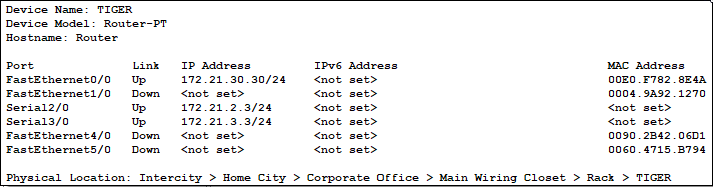 Device Name: TIGER
Device Model: Router-PT
Hostname: Router
Port Link IP Address IPv6 Address MAC Address
FastEthernet0/0 Up 172.21.30.30/24 <not set> 00E0.F782.8E4A
FastEthernet1/0 Down <not set> <not set> 0004.9A92.1270
Serial2/0 Up 172.21.2.3/24 <not set> <not set>
Serial3/0 Up 172.21.3.3/24 <not set> <not set>
FastEthernet4/0 Down <not set> <not set> 0090.2B42.06D1
FastEthernet5/0 Down <not set> <not set> 0060.4715.B794
Physical Location: Intercity > Home City > Corporate Office > Main Wiring Closet > Rack > TIGER